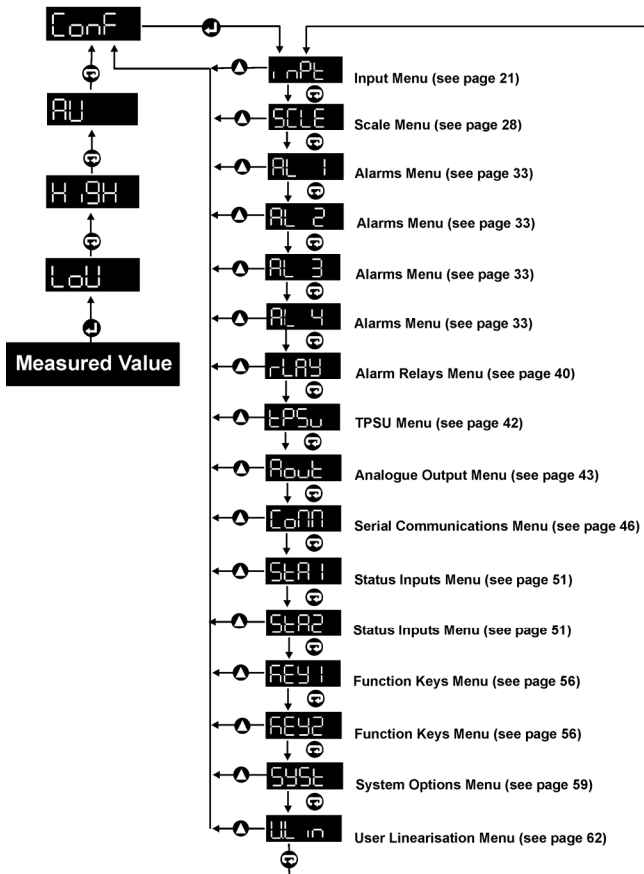 ConF
inPt Input Menu (see page 21)
AV
SCLE Scale Menu (see page 28)
AL 1 Alarms Menu (see page 33)
HiGH
AL 2 Alarms Menu (see page 33)
LoW
AL 3 Alarms Menu (see page 33)
AL 4 Alarms Menu (see page 33)
Measured Value
rLAY Alarm Relays Menu (see page 40)
tPSu TPSU Menu (see page 42)
Aout Analogue Output Menu (see page 43)
CoMM Serial Communications Menu (see page 46)
StA1 Status Inputs Menu (see page 51)
StA2 Status Inputs Menu (see page 51)
KEY1 Function Keys Menu (see page 56)
KEY2 Function Keys Menu (see page 56)
SYSt System Options Menu (see page 59)
ULin User Linearisation Menu (see page 62)